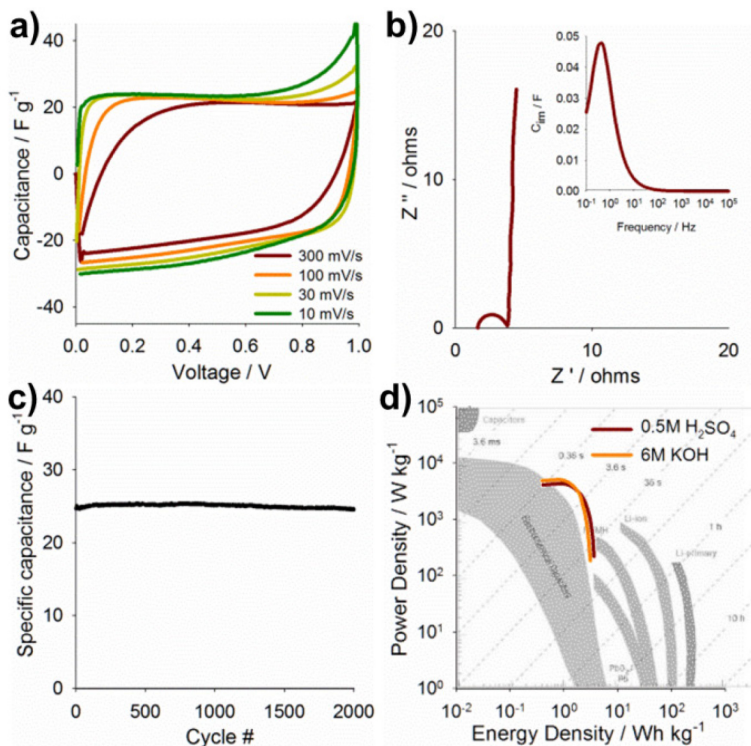 a)
40
20
0
-20
-40
Capacitance / F g⁻¹
300 mV/s
100 mV/s
30 mV/s
10 mV/s
0.0 0.2 0.4 0.6 0.8 1.0
Voltage / V
b)
20
10
0
Z " / ohms
0 10 20
Z ' / ohms
0.05
0.04
0.03
0.02
0.01
0.00
C_im / F
10⁻¹ 10⁰ 10¹ 10² 10³ 10⁴ 10⁵
Frequency / Hz
c)
40
30
20
10
0
Specific capacitance / F g⁻¹
0 500 1000 1500 2000
Cycle #
d)
10⁵
10⁴
10³
10²
10¹
10⁰
Power Density / W kg⁻¹
0.5M H₂SO₄
6M KOH
Capacitors
3.6 ms
0.36 s
3.6 s
36 s
Li-ion
1 h
Li-primary
Electrochemical Capacitors
10 h
PbO₂/
Pb
10⁻² 10⁻¹ 10⁰ 10¹ 10² 10³
Energy Density / Wh kg⁻¹